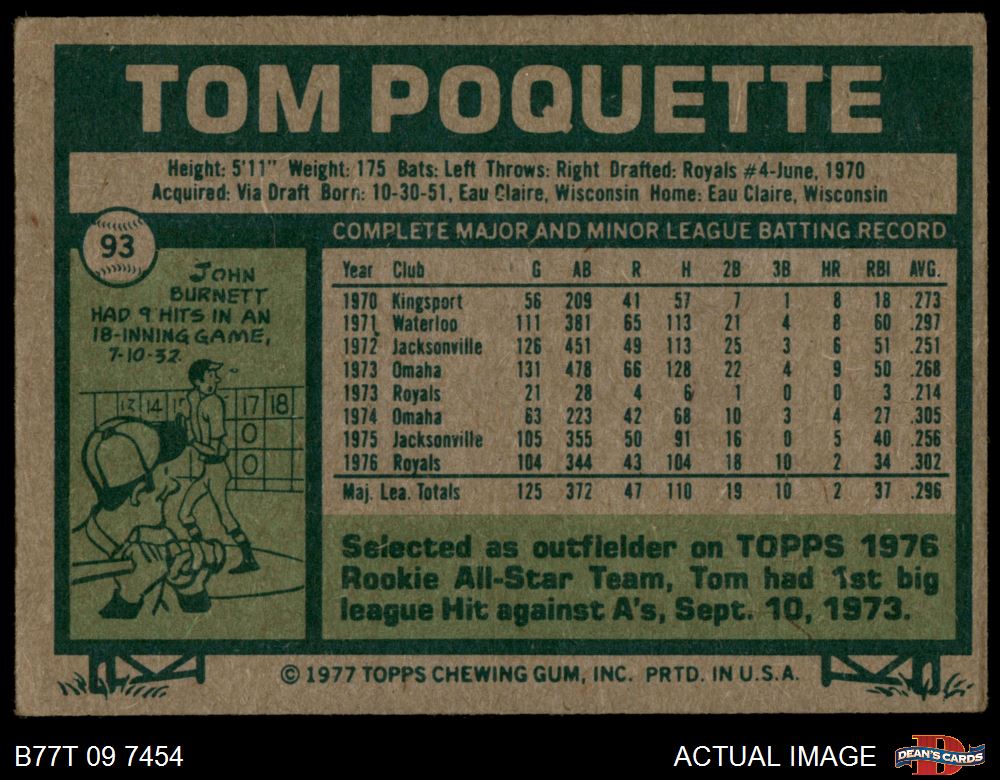 TOM POQUETTE
Height: 5'11" Weight: 175 Bats: Left Throws: Right Drafted: Royals #4-June, 1970
Acquired: Via Draft Born: 10-30-51, Eau Claire, Wisconsin Home: Eau Claire, Wisconsin
93
JOHN
BURNETT
HAD 9 HITS IN AN
18-INNING GAME,
7-10-32.
13 14 15 17 18
0
0
COMPLETE MAJOR AND MINOR LEAGUE BATTING RECORD
Year Club G AB R H 2B 3B HR RBI AVG.
1970 Kingsport 56 209 41 57 7 1 8 18 .273
1971 Waterloo 111 381 65 113 21 4 8 60 .297
1972 Jacksonville 126 451 49 113 25 3 6 51 .251
1973 Omaha 131 478 66 128 22 4 9 50 .268
1973 Royals 21 28 4 6 1 0 0 3 .214
1974 Omaha 63 223 42 68 10 3 4 27 .305
1975 Jacksonville 105 355 50 91 16 0 5 40 .256
1976 Royals 104 344 43 104 18 10 2 34 .302
Maj. Lea. Totals 125 372 47 110 19 10 2 37 .296
Selected as outfielder on TOPPS 1976
Rookie All-Star Team, Tom had 1st big
league Hit against A's, Sept. 10, 1973.
© 1977 TOPPS CHEWING GUM, INC. PRTD. IN U.S.A.
B77T 09 7454
ACTUAL IMAGE
D
DEAN'S CARDS